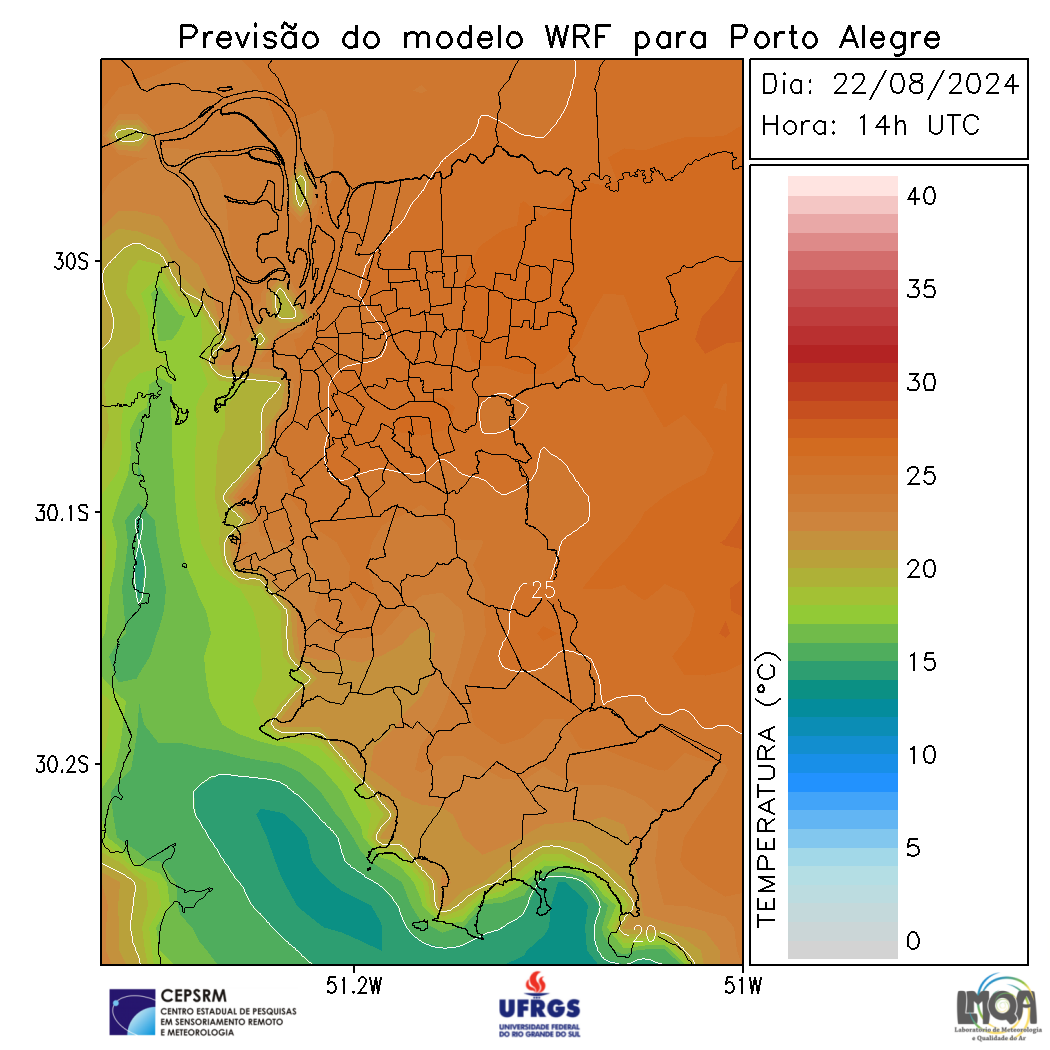 Previsão do modelo WRF para Porto Alegre
Dia: 22/08/2024
Hora: 14h UTC
40
35
30
25
20
15
10
5
0
TEMPERATURA (°C)
30S
30.1S
30.2S
25
20
51.2W
51W
CEPSRM
CENTRO ESTADUAL DE PESQUISAS
EM SENSORIAMENTO REMOTO
E METEOROLOGIA
UFRGS
UNIVERSIDADE FEDERAL
DO RIO GRANDE DO SUL
LMQA
Laboratório de Meteorologia
e Qualidade do Ar